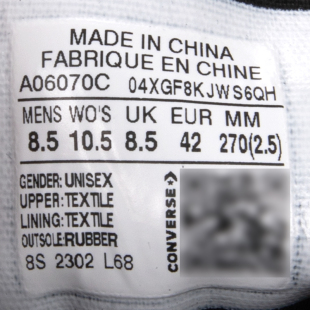 MADE IN CHINA
FABRIQUE EN CHINE
A06070C 04XGF8KJWS6QH
MENS WO'S UK EUR MM
8.5 10.5 8.5 42 270(2.5)
GENDER: UNISEX
UPPER: TEXTILE
LINING: TEXTILE
OUTSOLE: RUBBER
8S 2302 L68
CONVERSE